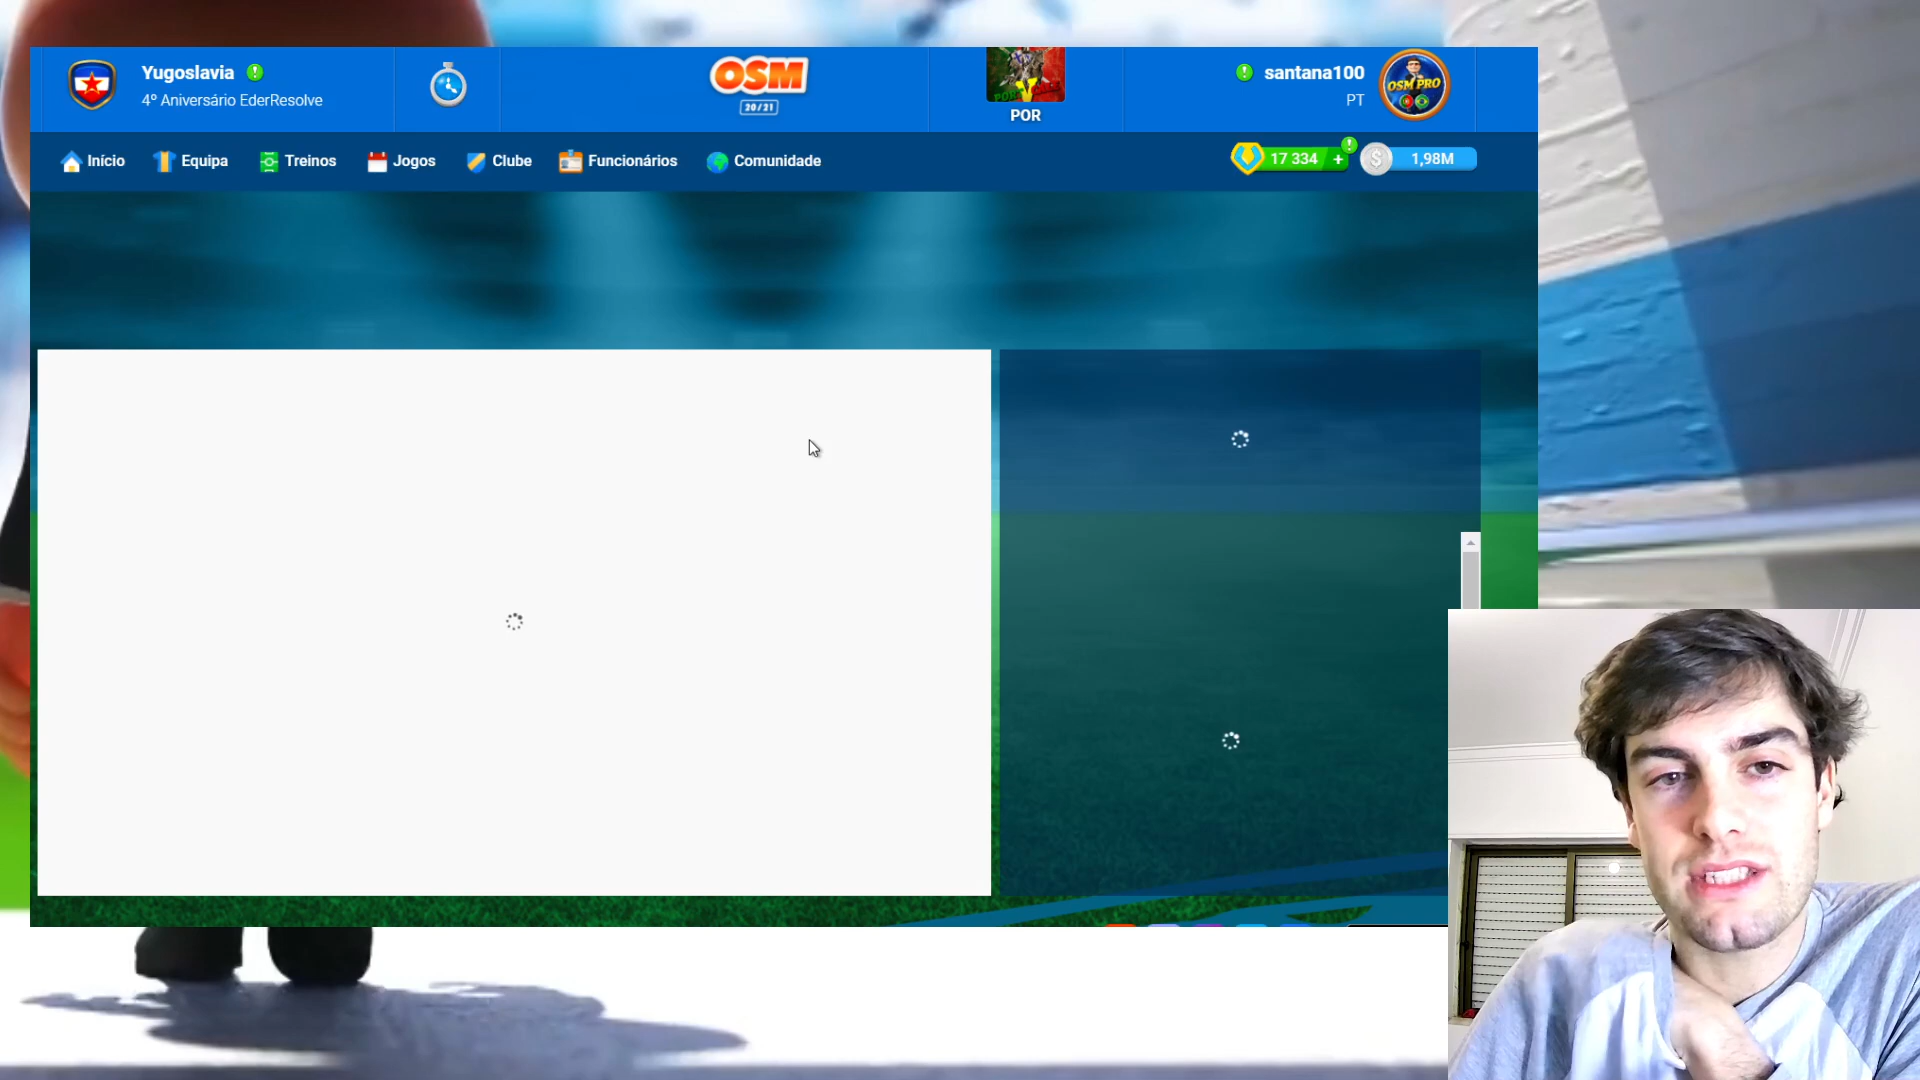 Yugoslavia
4º Aniversário EderResolve
OSM
20/21
POR
santana100
PT
OSM PRO
Início
Equipa
Treinos
Jogos
Clube
Funcionários
Comunidade
17 334 +
1,98M